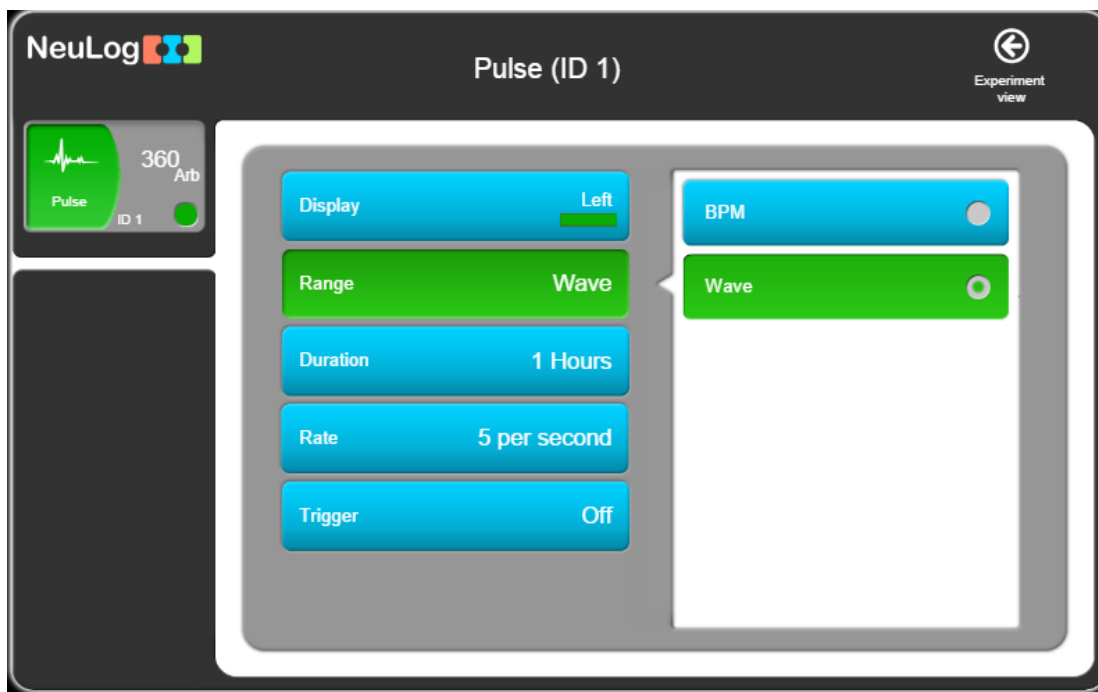 NeuLog
Pulse (ID 1)
Experiment
view
360
Arb
Pulse
ID 1
Display Left
Range Wave
Duration 1 Hours
Rate 5 per second
Trigger Off
BPM
Wave